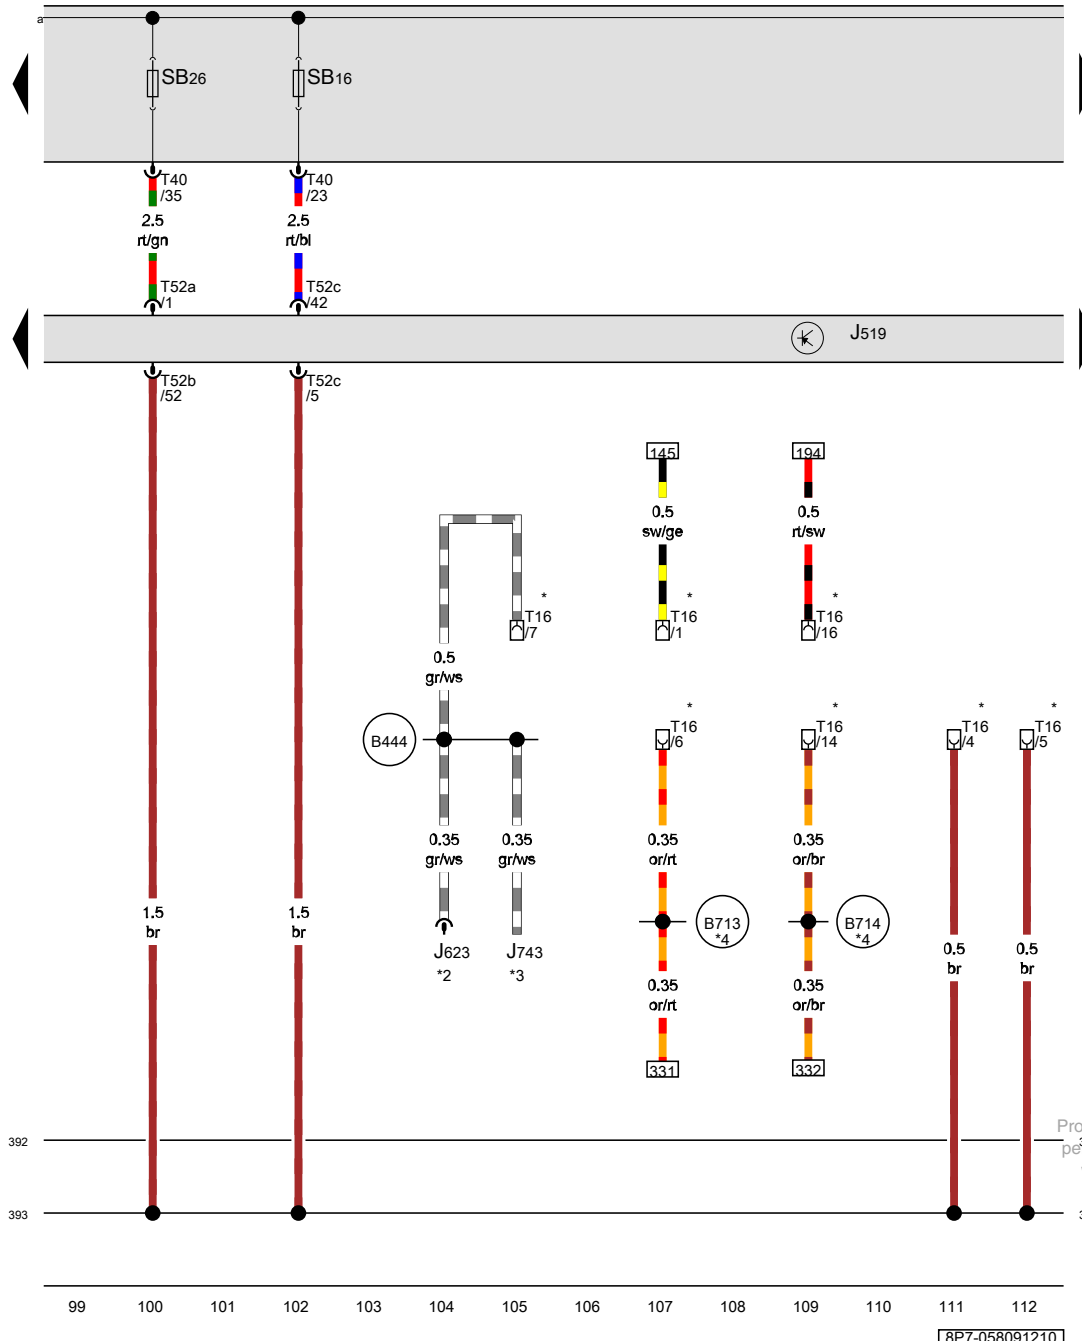 a
SB26
SB16
T40
/35
T40
/23
2.5
rt/gn
2.5
rt/bl
T52a
/1
T52c
/42
J519
T52b
/52
T52c
/5
145
194
0.5
sw/ge
0.5
rt/sw
*
T16
/7
*
T16
/1
*
T16
/16
0.5
gr/ws
*
T16
/6
*
T16
/14
*
T16
/4
*
T16
/5
B444
0.35
gr/ws
0.35
gr/ws
0.35
or/rt
0.35
or/br
1.5
br
1.5
br
B713
*4
B714
*4
J623
*2
J743
*3
0.5
br
0.5
br
0.35
or/rt
0.35
or/br
331
332
392
Pro
pe
393
99 100 101 102 103 104 105 106 107 108 109 110 111 112
8P7-058091210